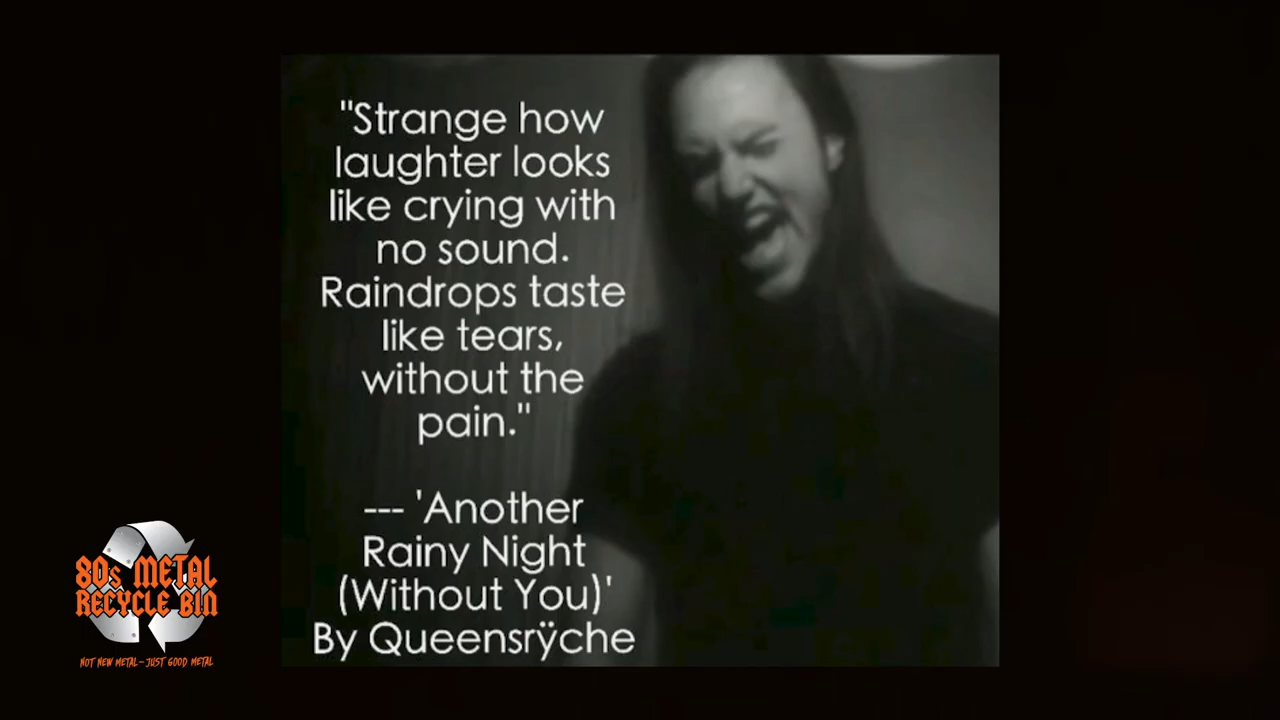 "Strange how
laughter looks
like crying with
no sound.
Raindrops taste
like tears,
without the
pain."
--- 'Another
Rainy Night
(Without You)'
By Queensrÿche
80s METAL
RECYCLE BIN
NOT NEW METAL - JUST GOOD METAL